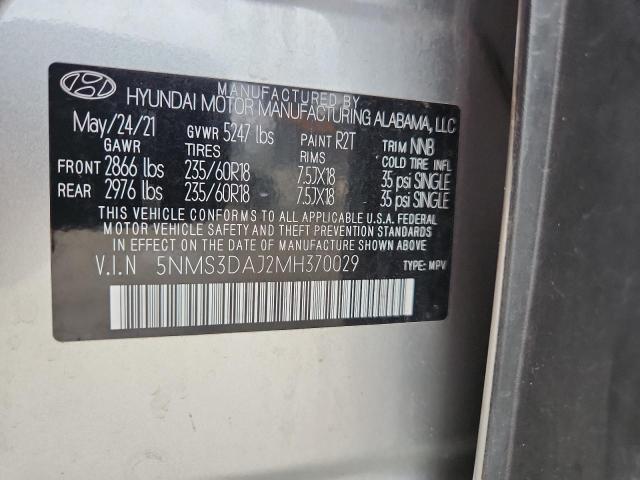 MANUFACTURED BY
HYUNDAI MOTOR MANUFACTURING ALABAMA, LLC
May/24/21 GVWR 5247 lbs PAINT R2T TRIM NNB
GAWR TIRES RIMS COLD TIRE INFL
FRONT 2866 lbs 235/60R18 7.5JX18 35 psi SINGLE
REAR 2976 lbs 235/60R18 7.5JX18 35 psi SINGLE
THIS VEHICLE CONFORMS TO ALL APPLICABLE U.S.A. FEDERAL
MOTOR VEHICLE SAFETY AND THEFT PREVENTION STANDARDS
IN EFFECT ON THE DATE OF MANUFACTURE SHOWN ABOVE
V.I.N 5NMS3DAJ2MH370029 TYPE: MPV